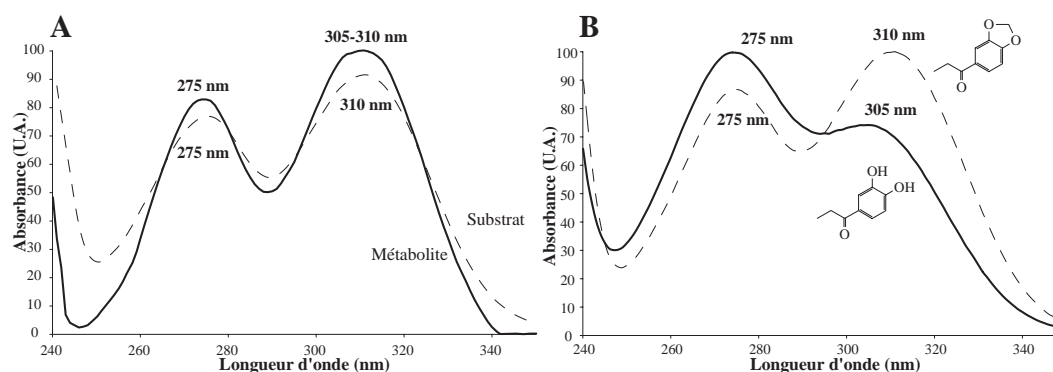 A
305-310 nm
275 nm
310 nm
275 nm
Substrat
Métabolite
Absorbance (U.A.)
100
90
80
70
60
50
40
30
20
10
0
240
260
280
300
320
340
Longueur d'onde (nm)
B
275 nm
310 nm
275 nm
305 nm
O
O
O
OH
OH
O
Absorbance (U.A.)
100
90
80
70
60
50
40
30
20
10
0
240
260
280
300
320
340
Longueur d'onde (nm)